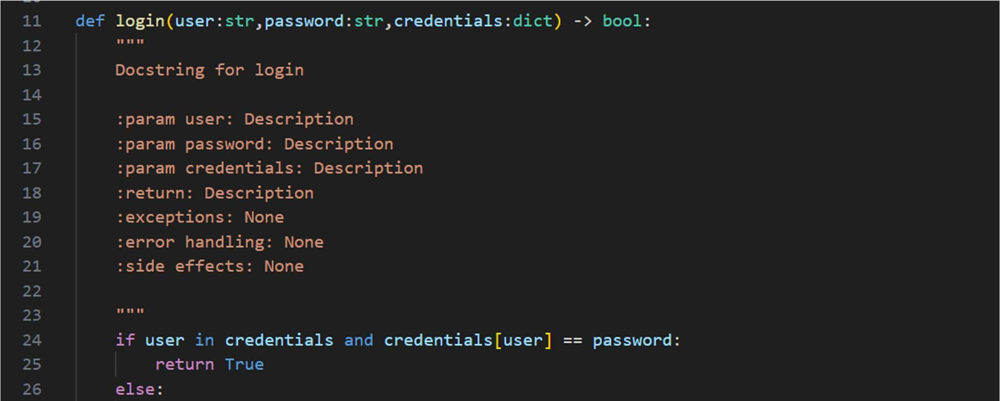 11 def login(user:str,password:str,credentials:dict) -> bool:
12 """
13 Docstring for login
14
15 :param user: Description
16 :param password: Description
17 :param credentials: Description
18 :return: Description
19 :exceptions: None
20 :error handling: None
21 :side effects: None
22
23 """
24 if user in credentials and credentials[user] == password:
25 return True
26 else: